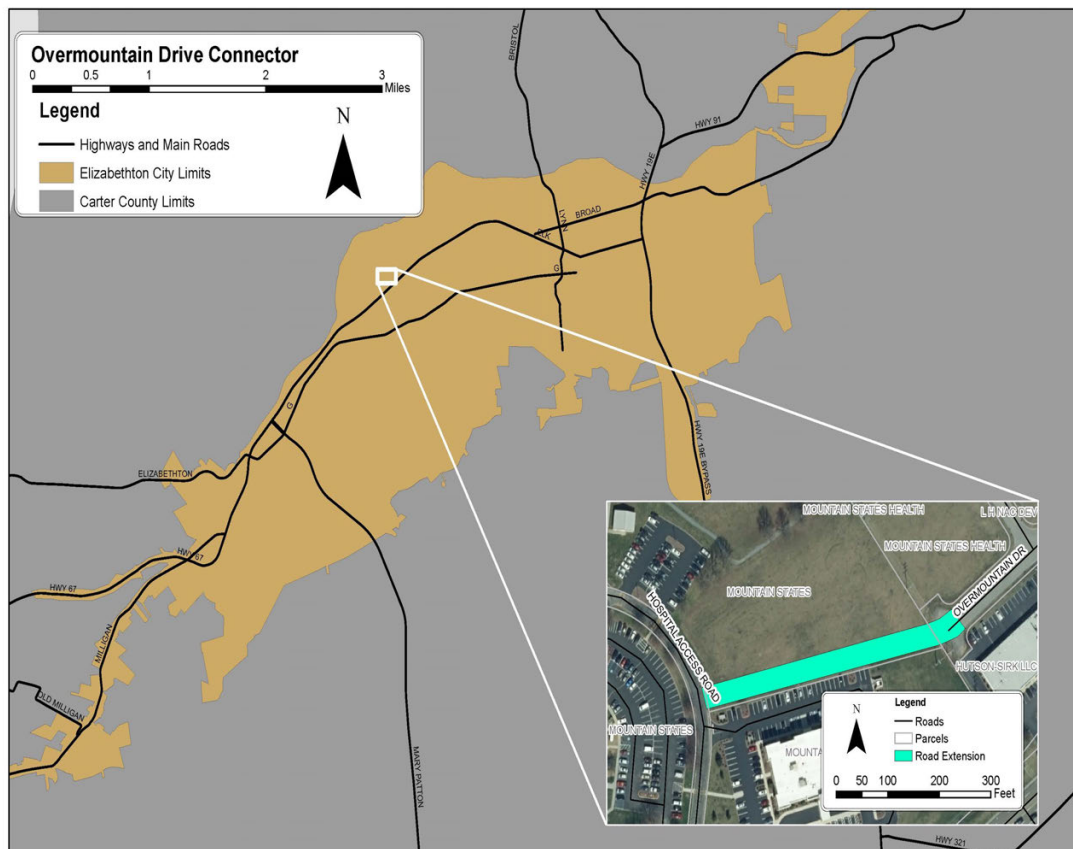 Overmountain Drive Connector
0 0.5 1 2 3
Miles
Legend
N
Highways and Main Roads
Elizabethton City Limits
Carter County Limits
BRISTOL
HWY 91
HWY 19E
LYNN
BROAD
ELK
G
G
ELIZABETHTON
HWY 67
HWY 67
MILLIGAN
OLD MILLIGAN
MARY PATTON
HWY 19E BYPASS
MOUNTAIN STATES HEALTH
L H NAC DEV
MOUNTAIN STATES HEALTH
MOUNTAIN STATES
OVERMOUNTAIN DR
HOSPITAL ACCESS ROAD
HUTSON-SIRK LLC
MOUNTAIN STATES
Legend
N
Roads
Parcels
Road Extension
0 50 100 200 300
Feet
HWY 321